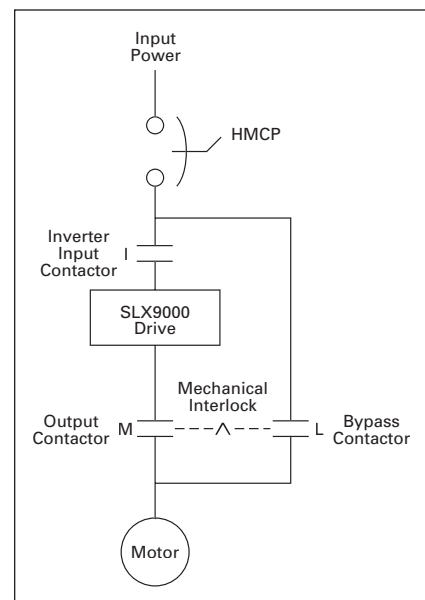 Input
Power
HMCP
Inverter
Input
Contactor
I
SLX9000
Drive
Mechanical
Interlock
Output
Contactor
M
L
Bypass
Contactor
Motor